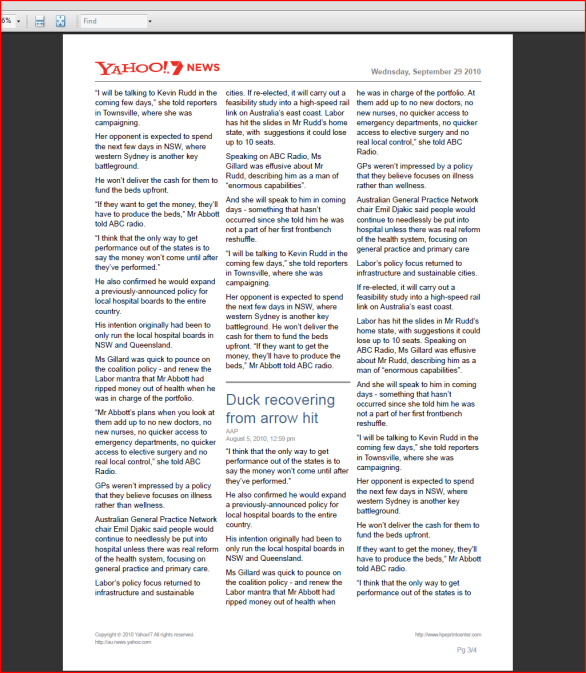 6%
Find
YAHOO!7 NEWS
Wednsday, September 29 2010
“I will be talking to Kevin Rudd in the
coming few days,” she told reporters
in Townsville, where she was
campaigning.
Her opponent is expected to spend
the next few days in NSW, where
western Sydney is another key
battleground.
He won’t deliver the cash for them to
fund the beds upfront.
“If they want to get the money, they’ll
have to produce the beds,” Mr Abbott
told ABC radio.
“I think that the only way to get
performance out of the states is to
say the money won’t come until after
they’ve performed.”
He also confirmed he would expand
a previously-announced policy for
local hospital boards to the entire
country.
His intention originally had been to
only run the local hospital boards in
NSW and Queensland.
Ms Gillard was quick to pounce on
the coalition policy - and renew the
Labor mantra that Mr Abbott had
ripped money out of health when he
was in charge of the portfolio.
“Mr Abbott’s plans when you look at
them add up to no new doctors, no
new nurses, no quicker access to
emergency departments, no quicker
access to elective surgery and no
real local control,” she told ABC
Radio.
GPs weren’t impressed by a policy
that they believe focuses on illness
rather than wellness.
Australian General Practice Network
chair Emil Djakic said people would
continue to needlessly be put into
hospital unless there was real reform
of the health system, focusing on
general practice and primary care.
Labor’s policy focus returned to
infrastructure and sustainable
cities. If re-elected, it will carry out a
feasibility study into a high-speed rail
link on Australia’s east coast. Labor
has hit the slides in Mr Rudd’s home
state, with suggestions it could lose
up to 10 seats.
Speaking on ABC Radio, Ms
Gillard was effusive about Mr
Rudd, describing him as a man of
“enormous capabilities”.
And she will speak to him in coming
days - something that hasn’t
occurred since she told him he was
not a part of her first frontbench
reshuffle.
“I will be talking to Kevin Rudd in the
coming few days,” she told reporters
in Townsville, where she was
campaigning.
Her opponent is expected to spend
the next few days in NSW, where
western Sydney is another key
battleground. He won’t deliver the
cash for them to fund the beds
upfront. “If they want to get the
money, they’ll have to produce the
beds,” Mr Abbott told ABC radio.
Duck recovering
from arrow hit
AAP
August 5, 2010, 12:59 pm
“I think that the only way to get
performance out of the states is to
say the money won’t come until after
they’ve performed.”
He also confirmed he would expand
a previously-announced policy for
local hospital boards to the entire
country.
His intention originally had been to
only run the local hospital boards in
NSW and Queensland.
Ms Gillard was quick to pounce on
the coalition policy - and renew the
Labor mantra that Mr Abbott had
ripped money out of health when
he was in charge of the portfolio. At
them add up to no new doctors, no
new nurses, no quicker access to
emergency departments, no quicker
access to elective surgery and no
real local control,” she told ABC
Radio.
GPs weren’t impressed by a policy
that they believe focuses on illness
rather than wellness.
Australian General Practice Network
chair Emil Djakic said people would
continue to needlessly be put into
hospital unless there was real reform
of the health system, focusing on
general practice and primary care
Labor’s policy focus returned to
infrastructure and sustainable cities.
If re-elected, it will carry out a
feasibility study into a high-speed rail
link on Australia’s east coast.
Labor has hit the slides in Mr Rudd’s
home state, with suggestions it could
lose up to 10 seats. Speaking on
ABC Radio, Ms Gillard was effusive
about Mr Rudd, describing him as a
man of “enormous capabilities”.
And she will speak to him in coming
days - something that hasn’t
occurred since she told him he was
not a part of her first frontbench
reshuffle.
“I will be talking to Kevin Rudd in the
coming few days,” she told reporters
in Townsville, where she was
campaigning.
Her opponent is expected to spend
the next few days in NSW, where
western Sydney is another key
battleground.
He won’t deliver the cash for them to
fund the beds upfront.
If they want to get the money, they’ll
have to produce the beds,” Mr Abbott
told ABC radio.
“I think that the only way to get
performance out of the states is to
Copyright © 2010 Yahoo!7 All rights reserved.
http://au.news.yahoo.com
http://www.hpeprintcenter.com
Pg 3/4